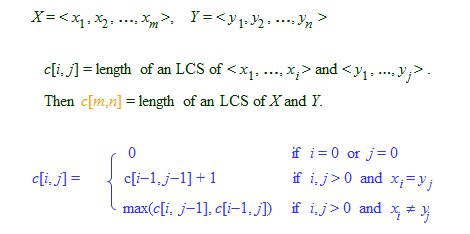 X=<x₁, x₂, ..., xₘ>, Y=<y₁, y₂, ..., yₙ>
c[i, j] = length of an LCS of <x₁, ..., xᵢ> and <y₁, ..., yⱼ>.
Then c[m,n] = length of an LCS of X and Y.
0 if i=0 or j=0
c[i, j] = { c[i−1, j−1] + 1 if i,j>0 and xᵢ=yⱼ
max(c[i, j−1], c[i−1, j]) if i,j>0 and xᵢ ≠ yⱼ